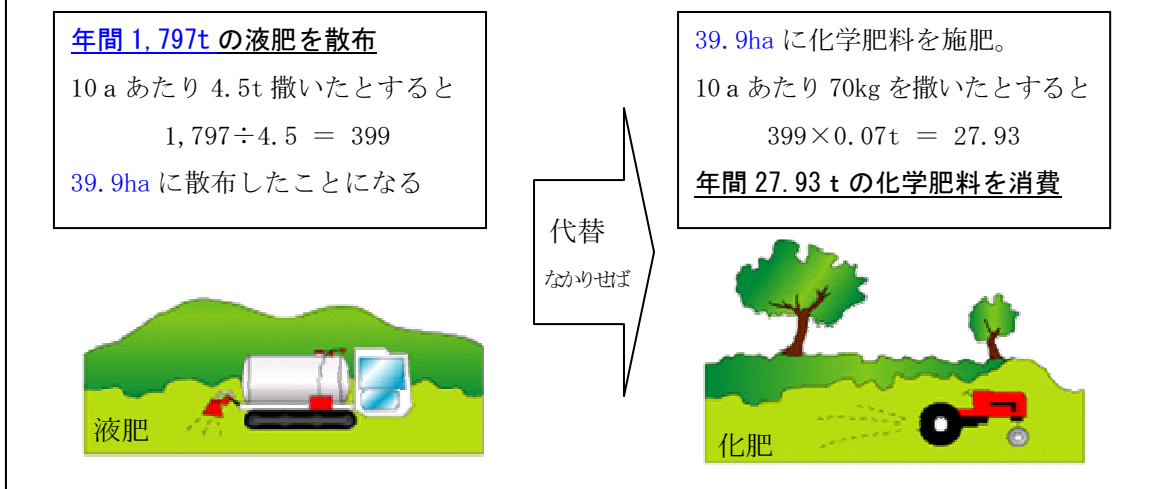 年間1,797tの液肥を散布
10aあたり 4.5t 撒いたとすると
1,797÷4.5 = 399
39.9haに散布したことになる
代替
なかりせば
39.9haに化学肥料を施肥。
10aあたり 70kgを撒いたとすると
399×0.07t = 27.93
年間27.93tの化学肥料を消費
液肥
化肥